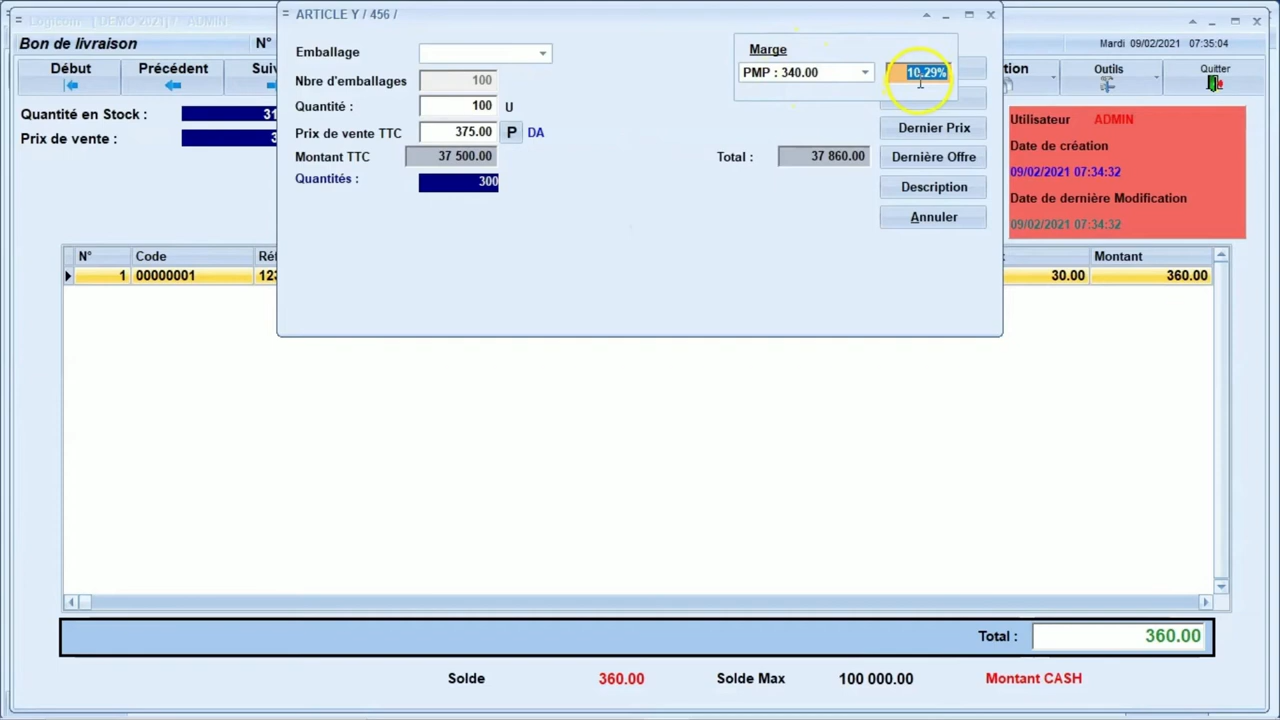 Logicom [ DEMO 2021] / ADMIN
ARTICLE Y / 456 /
Bon de livraison N°
Mardi 09/02/2021 07:35:04
Début
Précédent
Outils
Quitter
Quantité en Stock :
Prix de vente :
Emballage
Nbre d'emballages 100
Quantité : 100 U
Prix de vente TTC 375.00 P DA
Montant TTC 37 500.00
Quantités : 300
Marge
PMP : 340.00 10.29%
Total : 37 860.00
Dernier Prix
Dernière Offre
Description
Annuler
Utilisateur ADMIN
Date de création
09/02/2021 07:34:32
Date de dernière Modification
09/02/2021 07:34:32
N° Code Montant
1 00000001 30.00 360.00
Total : 360.00
Solde 360.00 Solde Max 100 000.00 Montant CASH